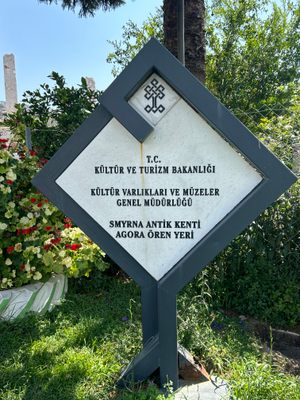 T.C.
KÜLTÜR VE TURİZM BAKANLIĞI
KÜLTÜR VARLIKLARI VE MÜZELER
GENEL MÜDÜRLÜĞÜ
SMYRNA ANTİK KENTİ
AGORA ÖREN YERİ